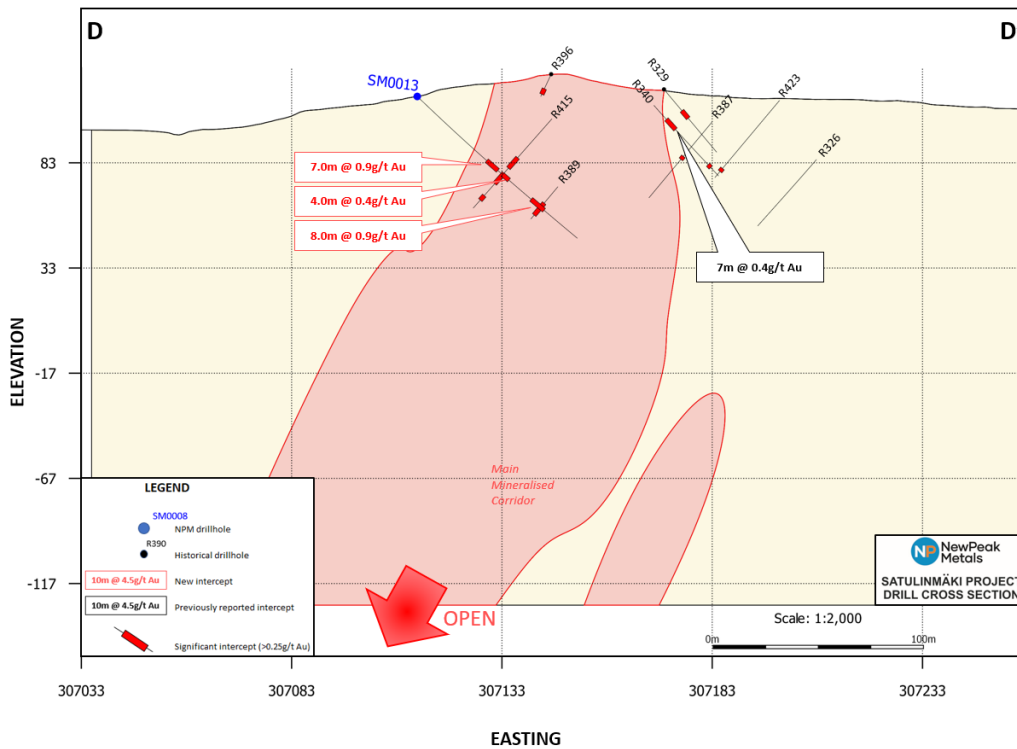 D
D
R396
SM0013
R329
R340
R423
R387
R415
R326
R389
83
7.0m @ 0.9g/t Au
4.0m @ 0.4g/t Au
8.0m @ 0.9g/t Au
33
7m @ 0.4g/t Au
-17
ELEVATION
-67
Main
Mineralised
Corridor
LEGEND
SM0008
NPM drillhole
R390
Historical drillhole
10m @ 4.5g/t Au
New intercept
10m @ 4.5g/t Au
Previously reported intercept
Significant intercept (>0.25g/t Au)
-117
OPEN
NP NewPeak
Metals
SATULINMÄKI PROJECT
DRILL CROSS SECTION
Scale: 1:2,000
0m
100m
307033
307083
307133
307183
307233
EASTING